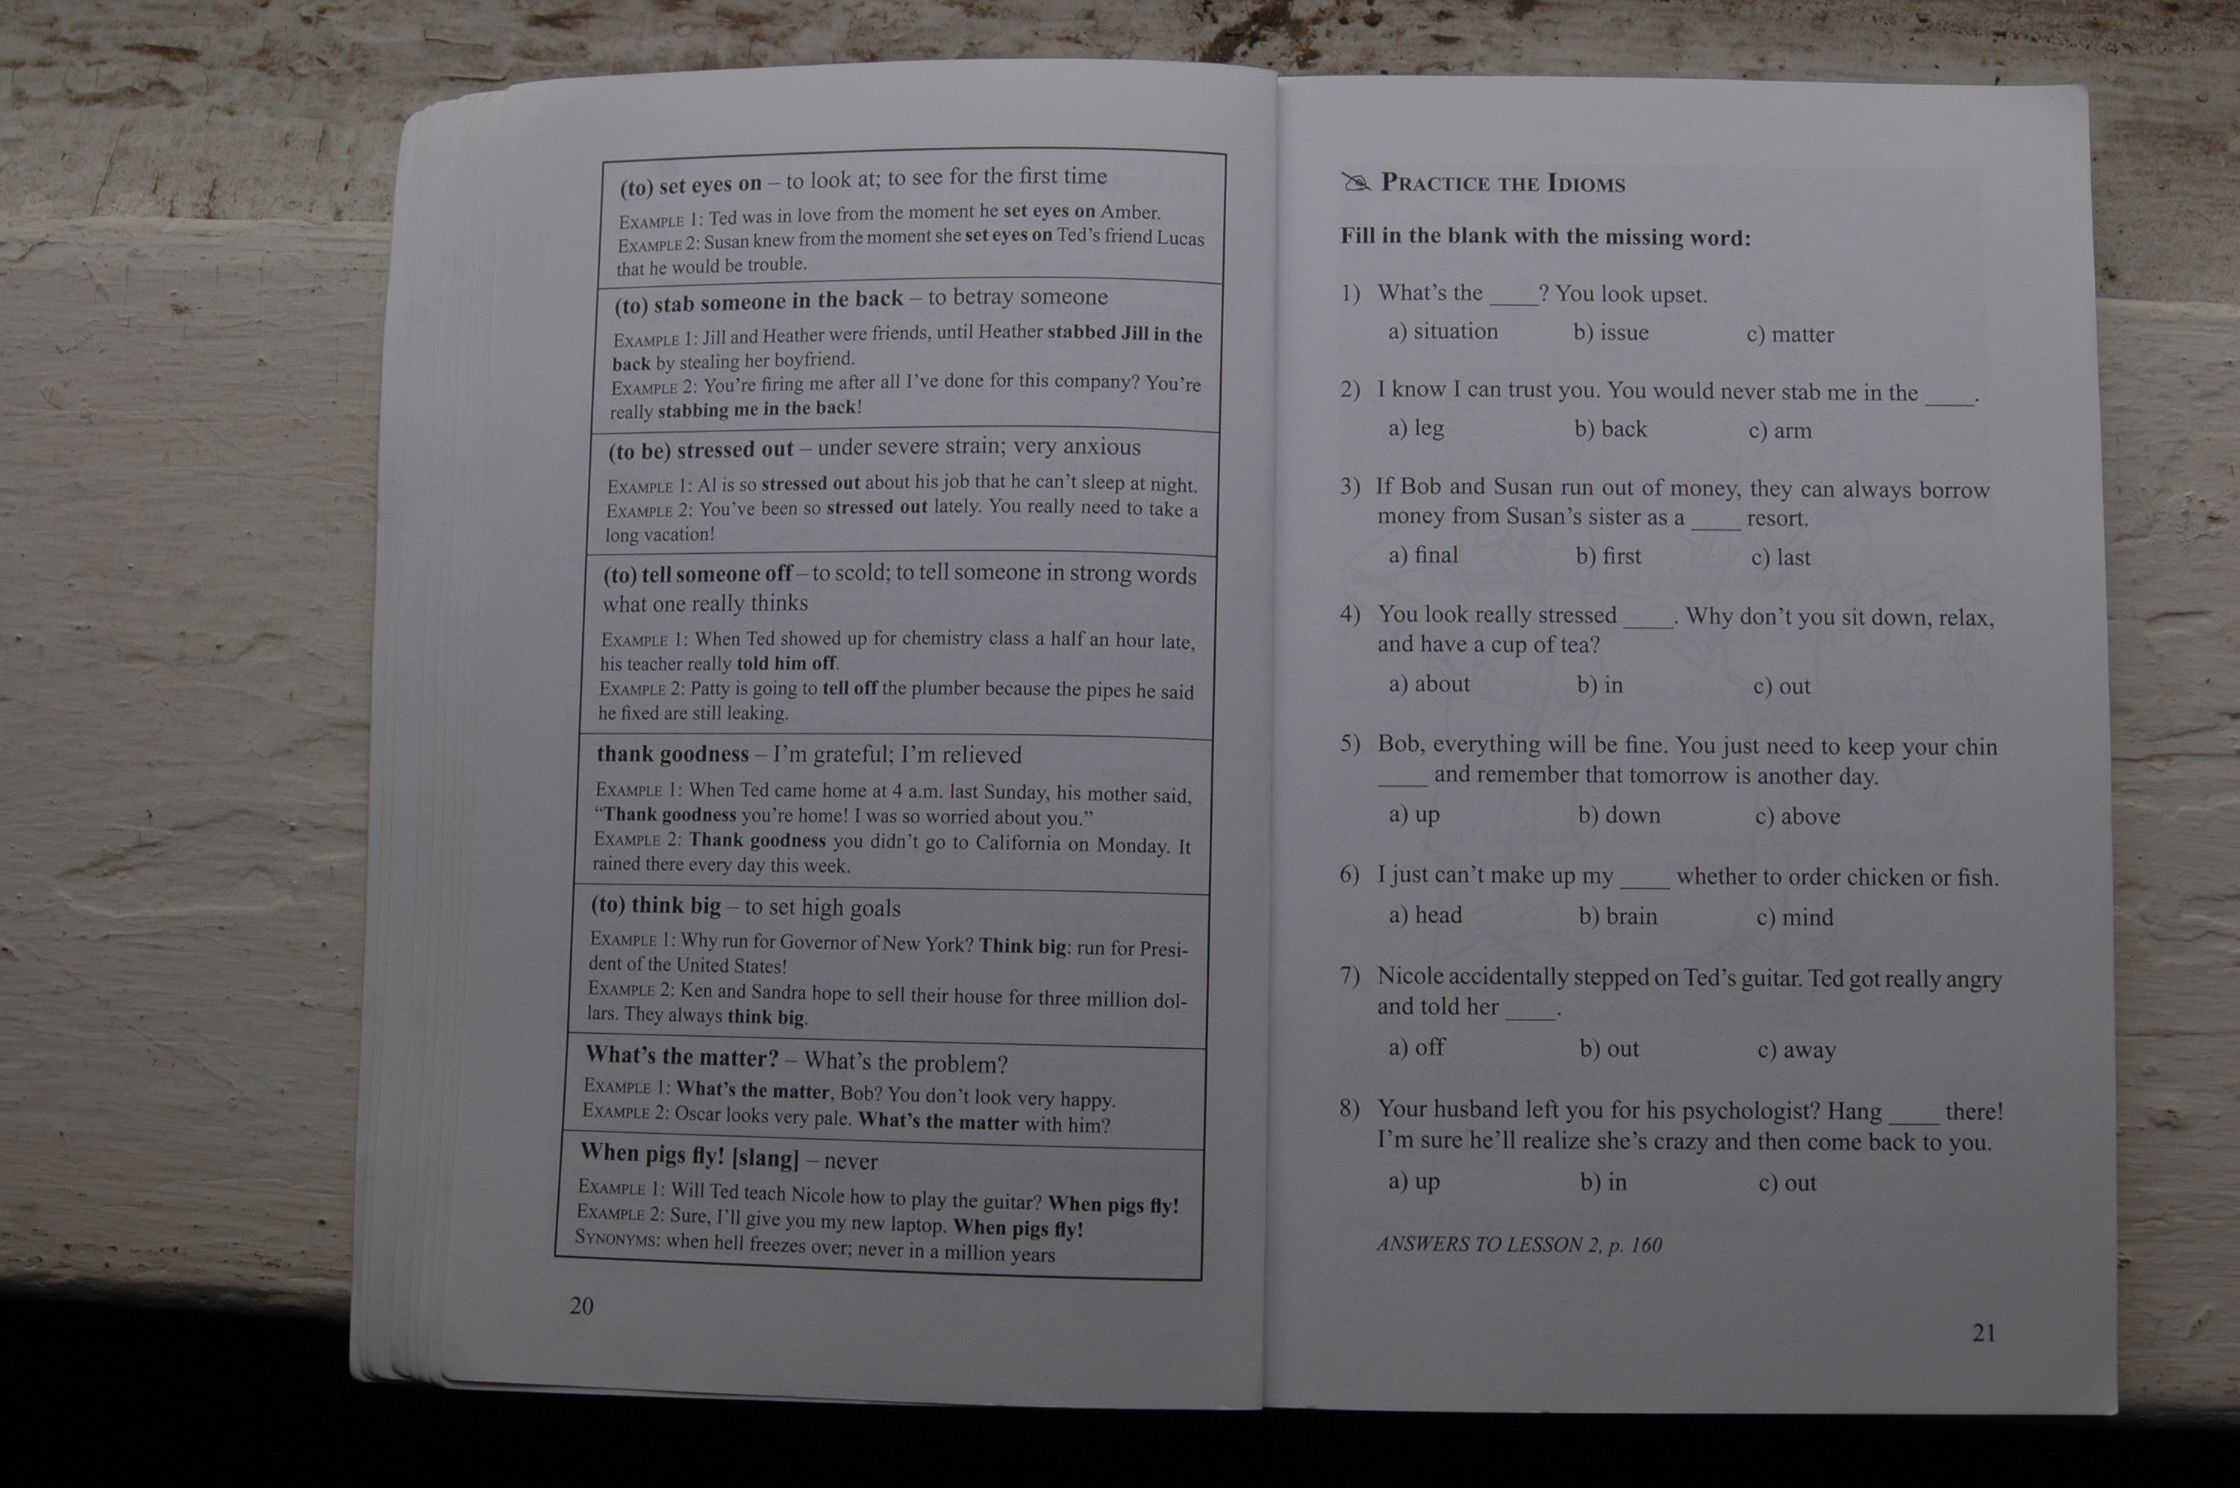 (to) set eyes on – to look at; to see for the first time
EXAMPLE 1: Ted was in love from the moment he set eyes on Amber.
EXAMPLE 2: Susan knew from the moment she set eyes on Ted's friend Lucas
that he would be trouble.
(to) stab someone in the back – to betray someone
EXAMPLE 1: Jill and Heather were friends, until Heather stabbed Jill in the
back by stealing her boyfriend.
EXAMPLE 2: You're firing me after all I've done for this company? You're
really stabbing me in the back!
(to be) stressed out – under severe strain; very anxious
EXAMPLE 1: Al is so stressed out about his job that he can't sleep at night.
EXAMPLE 2: You've been so stressed out lately. You really need to take a
long vacation!
(to) tell someone off – to scold; to tell someone in strong words
what one really thinks
EXAMPLE 1: When Ted showed up for chemistry class a half an hour late,
his teacher really told him off.
EXAMPLE 2: Patty is going to tell off the plumber because the pipes he said
he fixed are still leaking.
thank goodness – I'm grateful; I'm relieved
EXAMPLE 1: When Ted came home at 4 a.m. last Sunday, his mother said,
“Thank goodness you're home! I was so worried about you.”
EXAMPLE 2: Thank goodness you didn't go to California on Monday. It
rained there every day this week.
(to) think big – to set high goals
EXAMPLE 1: Why run for Governor of New York? Think big: run for Presi-
dent of the United States!
EXAMPLE 2: Ken and Sandra hope to sell their house for three million dol-
lars. They always think big.
What's the matter? – What's the problem?
EXAMPLE 1: What's the matter, Bob? You don't look very happy.
EXAMPLE 2: Oscar looks very pale. What's the matter with him?
When pigs fly! [slang] – never
EXAMPLE 1: Will Ted teach Nicole how to play the guitar? When pigs fly!
EXAMPLE 2: Sure, I'll give you my new laptop. When pigs fly!
SYNONYMS: when hell freezes over; never in a million years
20
PRACTICE THE IDIOMS
Fill in the blank with the missing word:
1) What's the ____? You look upset.
a) situation b) issue c) matter
2) I know I can trust you. You would never stab me in the ____.
a) leg b) back c) arm
3) If Bob and Susan run out of money, they can always borrow
money from Susan's sister as a ____ resort.
a) final b) first c) last
4) You look really stressed ____. Why don't you sit down, relax,
and have a cup of tea?
a) about b) in c) out
5) Bob, everything will be fine. You just need to keep your chin
____ and remember that tomorrow is another day.
a) up b) down c) above
6) I just can't make up my ____ whether to order chicken or fish.
a) head b) brain c) mind
7) Nicole accidentally stepped on Ted's guitar. Ted got really angry
and told her ____.
a) off b) out c) away
8) Your husband left you for his psychologist? Hang ____ there!
I'm sure he'll realize she's crazy and then come back to you.
a) up b) in c) out
ANSWERS TO LESSON 2, p. 160
21